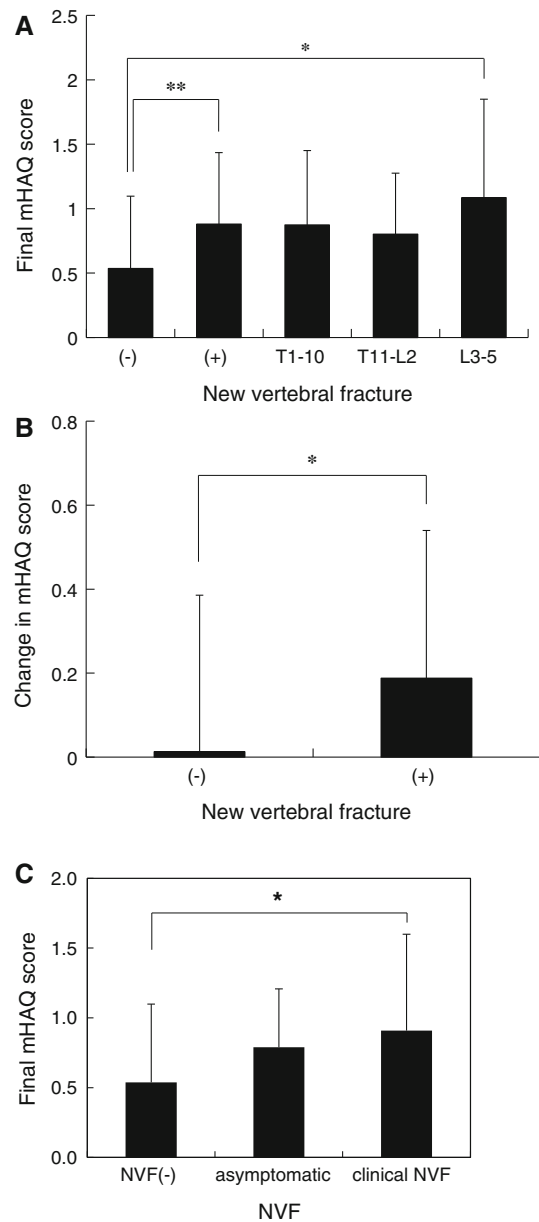 A
2.5
2
1.5
1
0.5
0
Final mHAQ score
*
**
(-) (+) T1-10 T11-L2 L3-5
New vertebral fracture
B
0.8
0.6
0.4
0.2
0
Change in mHAQ score
*
(-) (+)
New vertebral fracture
C
2.0
1.5
1.0
0.5
0.0
Final mHAQ score
*
NVF(-) asymptomatic clinical NVF
NVF